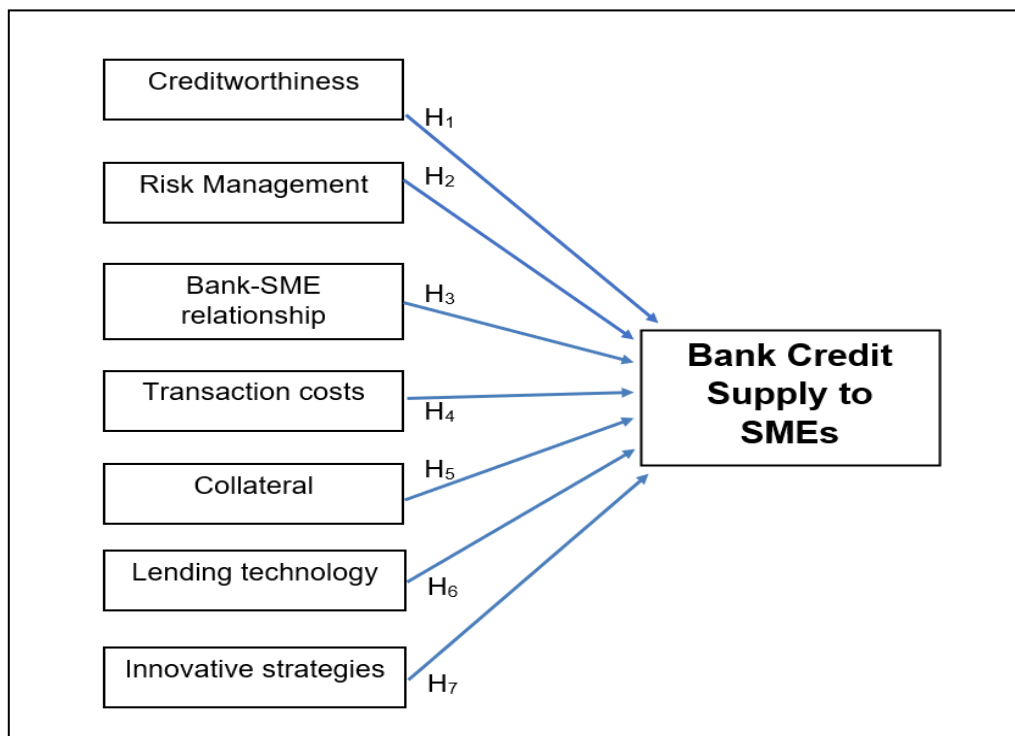 Creditworthiness
H₁
Risk Management
H₂
Bank-SME
relationship
H₃
Transaction costs
H₄
Collateral
H₅
Lending technology
H₆
Innovative strategies
H₇
Bank Credit
Supply to
SMEs